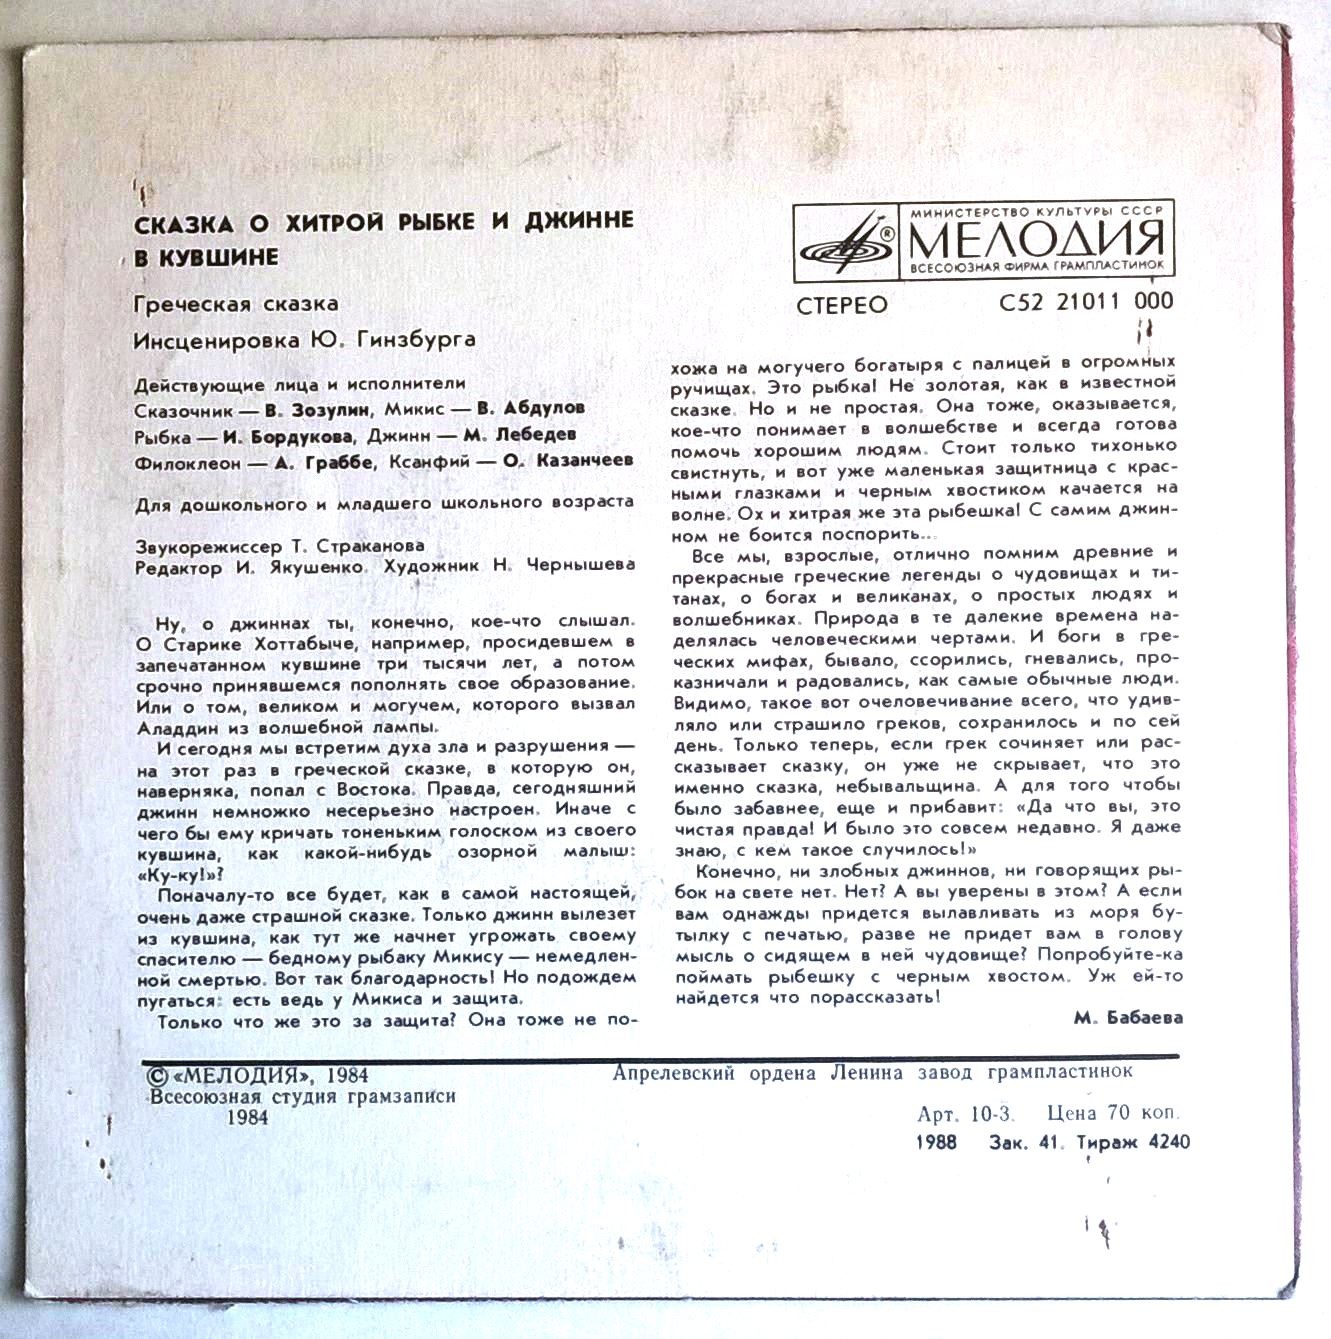 СКАЗКА О ХИТРОЙ РЫБКЕ И ДЖИННЕ
В КУВШИНЕ
Греческая сказка
Инсценировка Ю. Гинзбурга
Действующие лица и исполнители
Сказочник — В. Зозулин, Микис — В. Абдулов
Рыбка — И. Бордукова, Джинн — М. Лебедев
Филоклеон — А. Граббе, Ксанфий — О. Казанчеев
Для дошкольного и младшего школьного возраста
Звукорежиссер Т. Страканова
Редактор И. Якушенко. Художник Н. Чернышева
Ну, о джиннах ты, конечно, кое-что слышал.
О Старике Хоттабыче, например, просидевшем в
запечатанном кувшине три тысячи лет, а потом
срочно принявшемся пополнять свое образование.
Или о том, великом и могучем, которого вызвал
Аладдин из волшебной лампы.
И сегодня мы встретим духа зла и разрушения —
на этот раз в греческой сказке, в которую он,
наверняка, попал с Востока. Правда, сегодняшний
джинн немножко несерьезно настроен. Иначе с
чего бы ему кричать тоненьким голоском из своего
кувшина, как какой-нибудь озорной малыш:
«Ку-ку!»?
Поначалу-то все будет, как в самой настоящей,
очень даже страшной сказке. Только джинн вылезет
из кувшина, как тут же начнет угрожать своему
спасителю — бедному рыбаку Микису — немедлен-
ной смертью. Вот так благодарность! Но подождем
пугаться: есть ведь у Микиса и защита.
Только что же это за защита? Она тоже не по-
МИНИСТЕРСТВО КУЛЬТУРЫ СССР
®
МЕЛОДИЯ
ВСЕСОЮЗНАЯ ФИРМА ГРАМПЛАСТИНОК
СТЕРЕО С52 21011 000
хожа на могучего богатыря с палицей в огромных
ручищах. Это рыбка! Не золотая, как в известной
сказке. Но и не простая. Она тоже, оказывается,
кое-что понимает в волшебстве и всегда готова
помочь хорошим людям. Стоит только тихонько
свистнуть, и вот уже маленькая защитница с крас-
ными глазками и черным хвостиком качается на
волне. Ох и хитрая же эта рыбешка! С самим джин-
ном не боится поспорить...
Все мы, взрослые, отлично помним древние и
прекрасные греческие легенды о чудовищах и ти-
танах, о богах и великанах, о простых людях и
волшебниках. Природа в те далекие времена на-
делялась человеческими чертами. И боги в гре-
ческих мифах, бывало, ссорились, гневались, про-
казничали и радовались, как самые обычные люди.
Видимо, такое вот очеловечивание всего, что удив-
ляло или страшило греков, сохранилось и по сей
день. Только теперь, если грек сочиняет или рас-
сказывает сказку, он уже не скрывает, что это
именно сказка, небывальщина. А для того чтобы
было забавнее, еще и прибавит: «Да что вы, это
чистая правда! И было это совсем недавно. Я даже
знаю, с кем такое случилось!»
Конечно, ни злобных джиннов, ни говорящих ры-
бок на свете нет. Нет? А вы уверены в этом? А если
вам однажды придется вылавливать из моря бу-
тылку с печатью, разве не придет вам в голову
мысль о сидящем в ней чудовище? Попробуйте-ка
поймать рыбешку с черным хвостом. Уж ей-то
найдется что порассказать!
М. Бабаева
© «МЕЛОДИЯ», 1984
Всесоюзная студия грамзаписи
1984
Апрелевский ордена Ленина завод грампластинок
Арт. 10-3. Цена 70 коп.
1988 Зак. 41. Тираж 4240